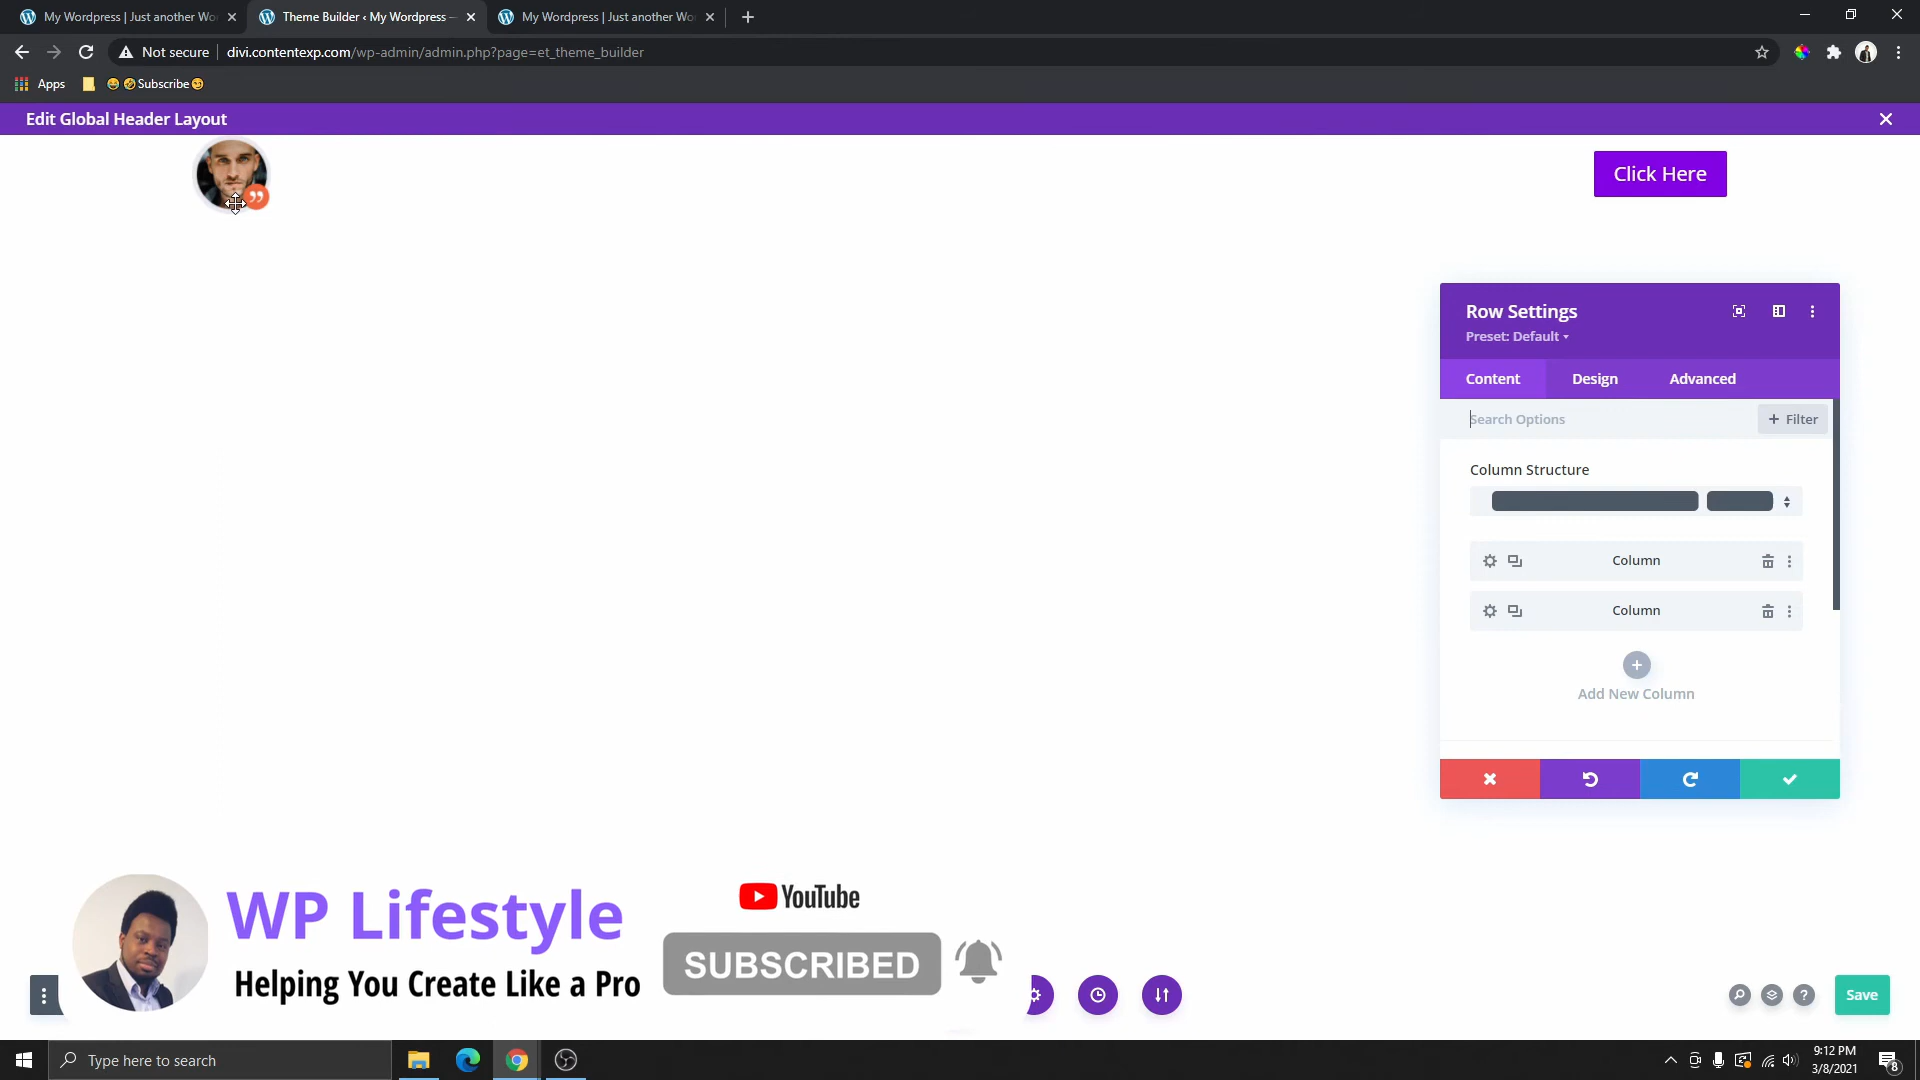 My Wordpress | Just another Wo
Theme Builder ‹ My Wordpress —
My Wordpress | Just another Wo
Not secure
divi.contentexp.com/wp-admin/admin.php?page=et_theme_builder
Apps
😂🤣Subscribe😏
Edit Global Header Layout
Click Here
Row Settings
Preset: Default
Content
Design
Advanced
Search Options
+ Filter
Column Structure
Column
Column
Add New Column
WP Lifestyle
Helping You Create Like a Pro
YouTube
SUBSCRIBED
Save
Type here to search
9:12 PM
3/8/2021
8